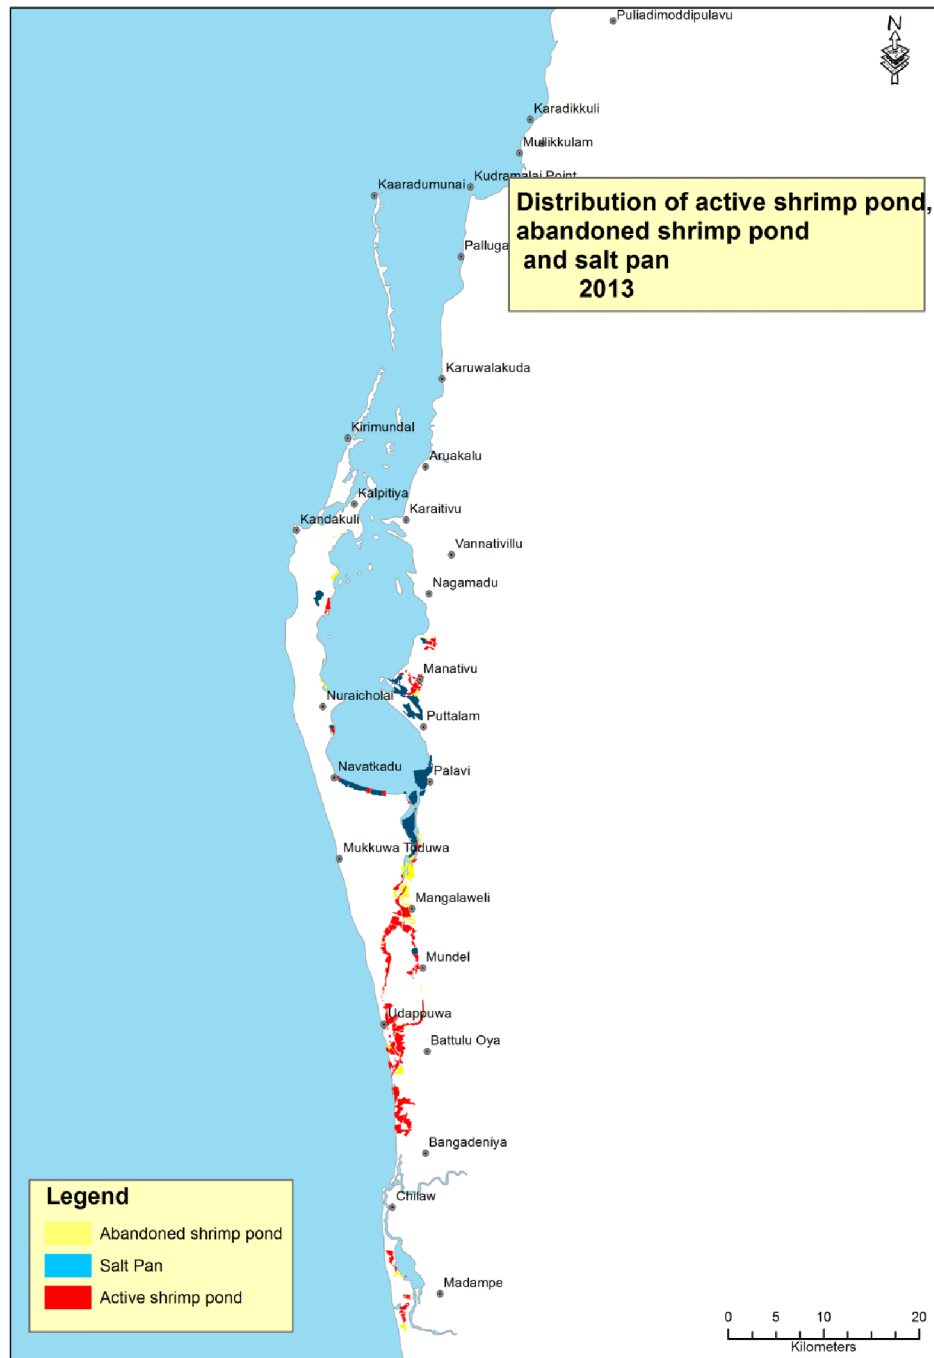 Puliadimoddipulavu
N
Karadikkuli
Mullikkulam
Kudramalai Point
Kaaradumunai
Distribution of active shrimp pond,
abandoned shrimp pond
and salt pan
2013
Palluga
Karuwalakuda
Kirimundal
Aruakalu
Kalpitiya
Karaitivu
Kandakuli
Vannativillu
Nagamadu
Manativu
Nuraicholai
Puttalam
Navatkadu
Palavi
Mukkuwa Toduwa
Mangalaweli
Mundel
Udappuwa
Battulu Oya
Bangadeniya
Chilaw
Madampe
Legend
Abandoned shrimp pond
Salt Pan
Active shrimp pond
0 5 10 20
Kilometers